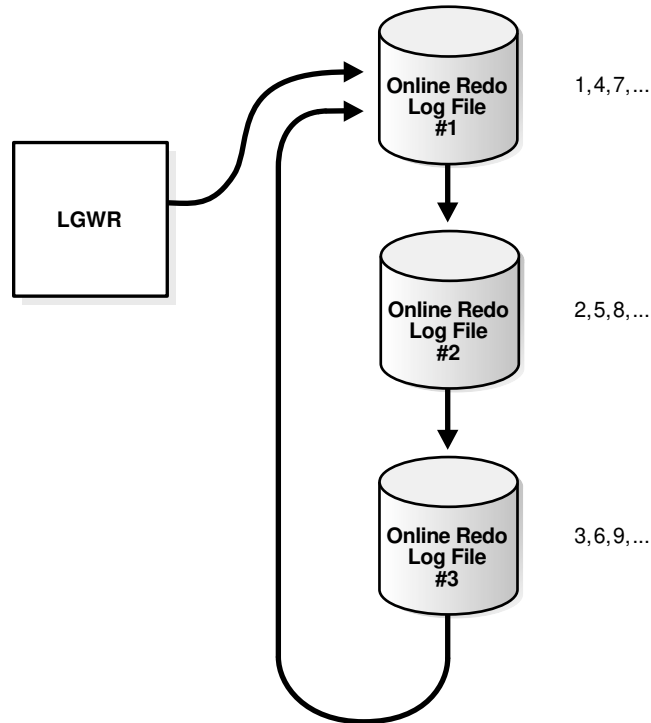 Online Redo
Log File
#1
1,4,7,...
LGWR
Online Redo
Log File
#2
2,5,8,...
Online Redo
Log File
#3
3,6,9,...